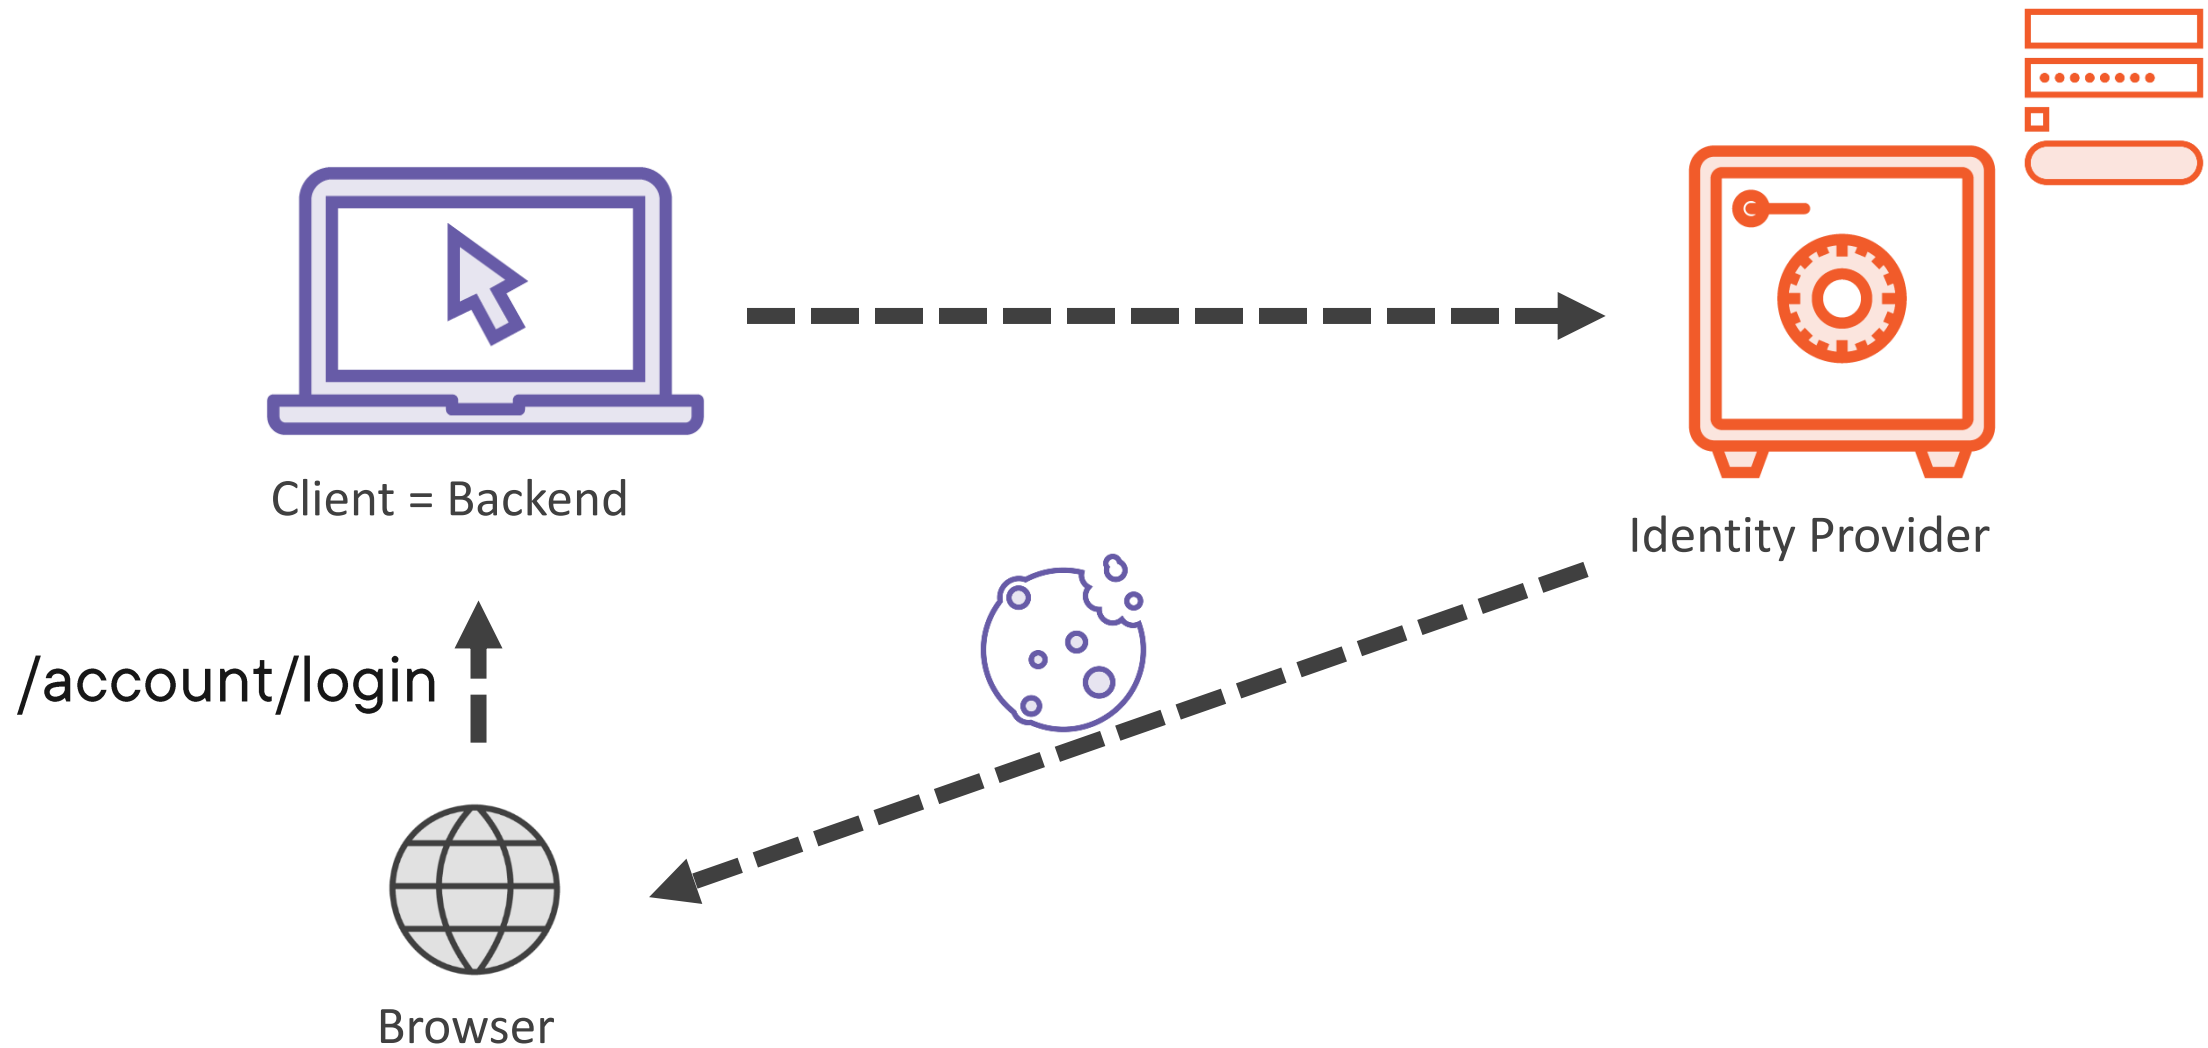 Client = Backend
Identity Provider
/account/login
Browser